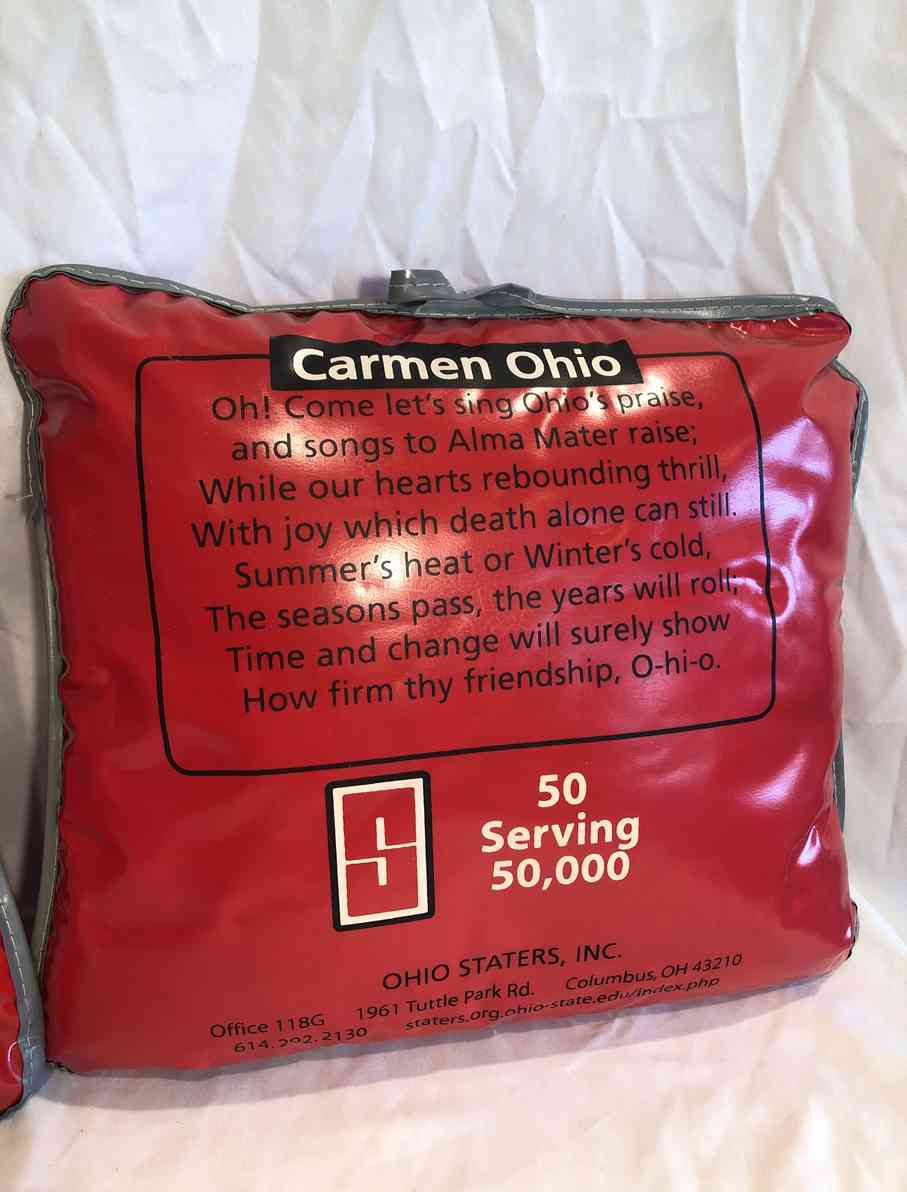 Carmen Ohio
Oh! Come let's sing Ohio's praise,
and songs to Alma Mater raise;
While our hearts rebounding thrill,
With joy which death alone can still.
Summer's heat or Winter's cold,
The seasons pass, the years will roll;
Time and change will surely show
How firm thy friendship, O-hi-o.
S
50
Serving
50,000
OHIO STATERS, INC.
Office 118G 1961 Tuttle Park Rd. Columbus, OH 43210
614.292.2130 staters.org.ohio-state.edu/index.php